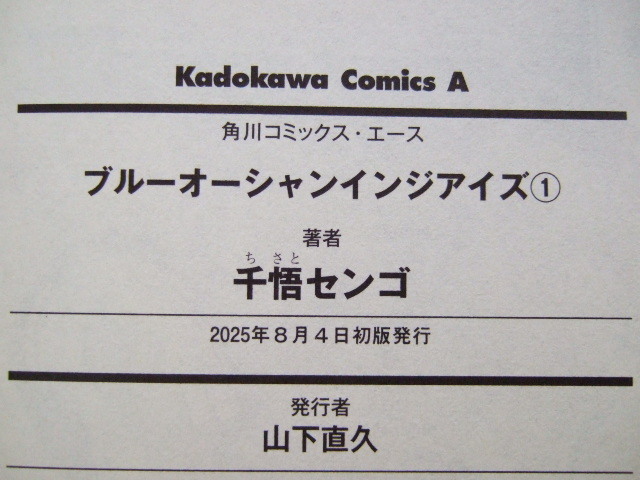 Kadokawa Comics A
角川コミックス・エース
ブルーオーシャンインジアイズ①
著者
ちさと
千悟センゴ
2025年8月4日初版発行
発行者
山下直久